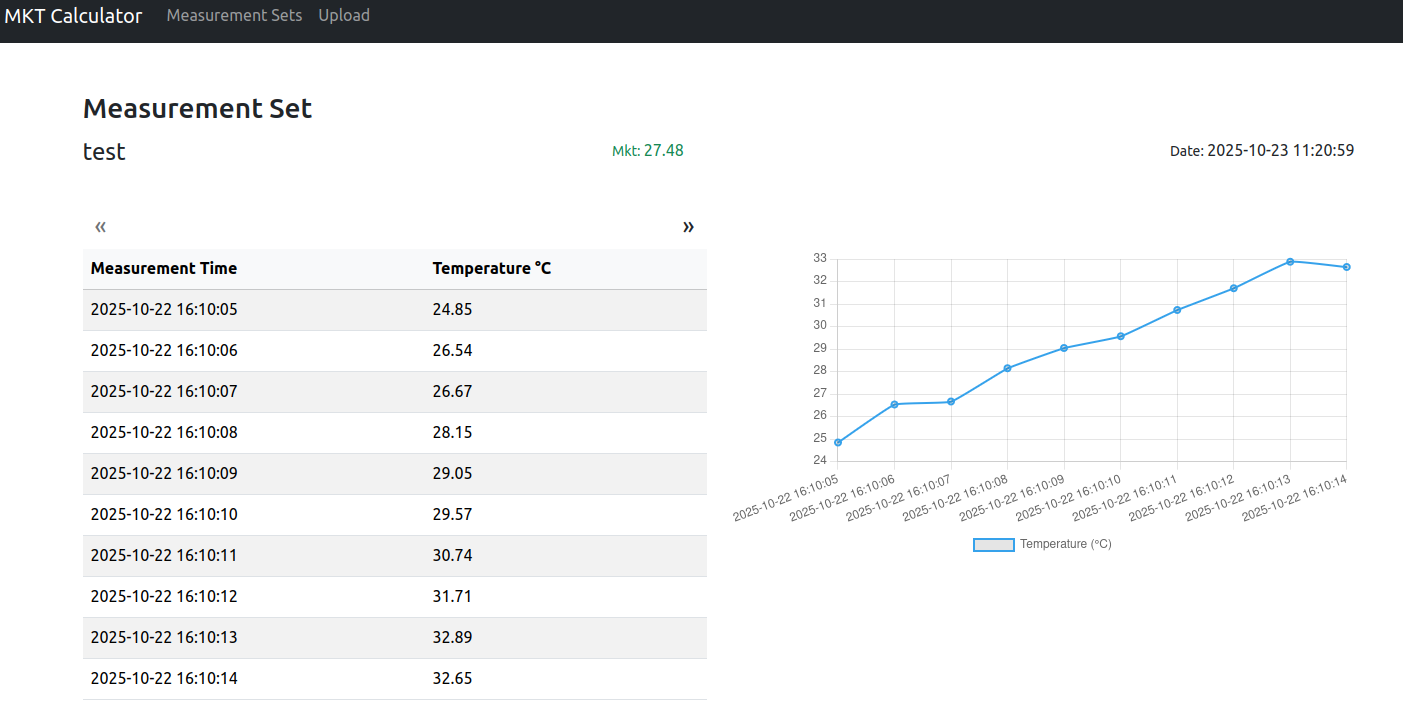 MKT Calculator Measurement Sets Upload
Measurement Set
test Mkt: 27.48 Date: 2025-10-23 11:20:59
« »
Measurement Time Temperature °C
2025-10-22 16:10:05 24.85
2025-10-22 16:10:06 26.54
2025-10-22 16:10:07 26.67
2025-10-22 16:10:08 28.15
2025-10-22 16:10:09 29.05
2025-10-22 16:10:10 29.57
2025-10-22 16:10:11 30.74
2025-10-22 16:10:12 31.71
2025-10-22 16:10:13 32.89
2025-10-22 16:10:14 32.65
33
32
31
30
29
28
27
26
25
24
2025-10-22 16:10:05
2025-10-22 16:10:06
2025-10-22 16:10:07
2025-10-22 16:10:08
2025-10-22 16:10:09
2025-10-22 16:10:10
2025-10-22 16:10:11
2025-10-22 16:10:12
2025-10-22 16:10:13
2025-10-22 16:10:14
Temperature (°C)